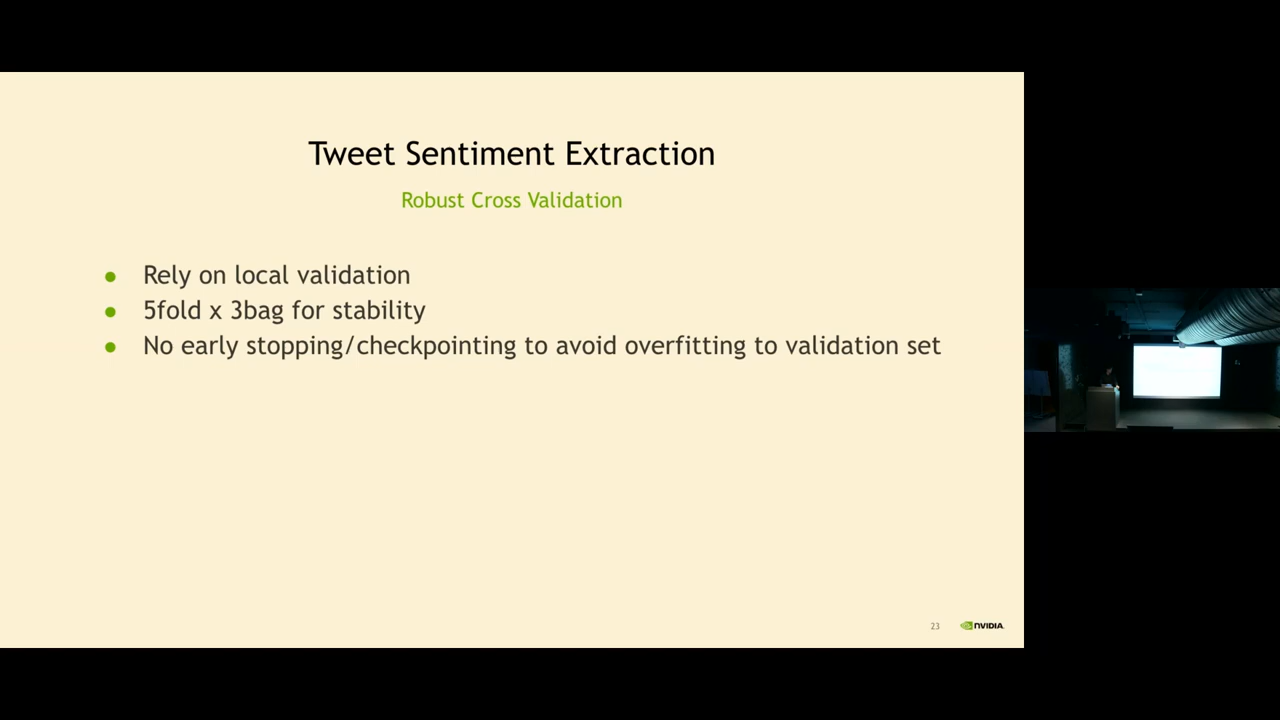 Tweet Sentiment Extraction
Robust Cross Validation
● Rely on local validation
● 5fold x 3bag for stability
● No early stopping/checkpointing to avoid overfitting to validation set
23
NVIDIA